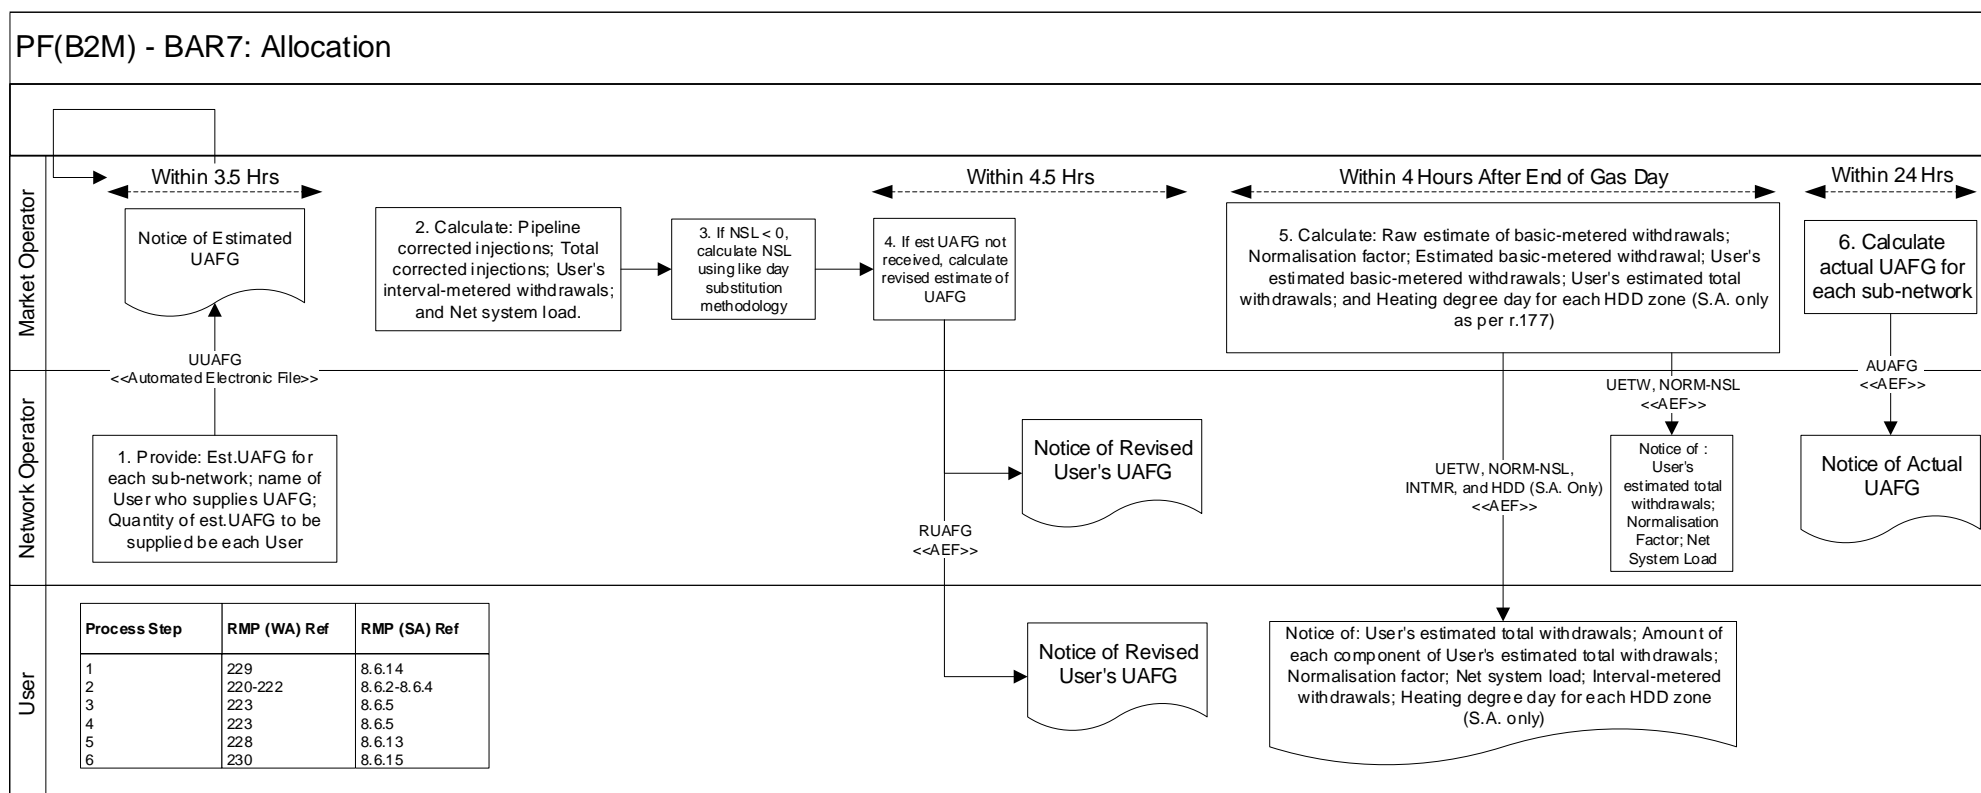 PF(B2M) - BAR7: Allocation
Market Operator
Within 3.5 Hrs
Notice of Estimated
UAFG
2. Calculate: Pipeline
corrected injections; Total
corrected injections; User's
interval-metered withdrawals;
and Net system load.
3. If NSL < 0,
calculate NSL
using like day
substitution
methodology
Within 4.5 Hrs
4. If est UAFG not
received, calculate
revised estimate of
UAFG
Within 4 Hours After End of Gas Day
5. Calculate: Raw estimate of basic-metered withdrawals;
Normalisation factor; Estimated basic-metered withdrawal; User's
estimated basic-metered withdrawals; User's estimated total
withdrawals; and Heating degree day for each HDD zone (S.A. only
as per r.177)
Within 24 Hrs
6. Calculate
actual UAFG for
each sub-network
UUAFG
<<Automated Electronic File>>
UETW, NORM-NSL
<<AEF>>
AUAFG
<<AEF>>
Network Operator
1. Provide: Est.UAFG for
each sub-network; name of
User who supplies UAFG;
Quantity of est.UAFG to be
supplied be each User
Notice of Revised
User's UAFG
RUAFG
<<AEF>>
UETW, NORM-NSL,
INTMR, and HDD (S.A. Only)
<<AEF>>
Notice of :
User's
estimated total
withdrawals;
Normalisation
Factor; Net
System Load
Notice of Actual
UAFG
User
Process Step RMP (WA) Ref RMP (SA) Ref
1 229 8.6.14
2 220-222 8.6.2-8.6.4
3 223 8.6.5
4 223 8.6.5
5 228 8.6.13
6 230 8.6.15
Notice of Revised
User's UAFG
Notice of: User's estimated total withdrawals; Amount of
each component of User's estimated total withdrawals;
Normalisation factor; Net system load; Interval-metered
withdrawals; Heating degree day for each HDD zone
(S.A. only)